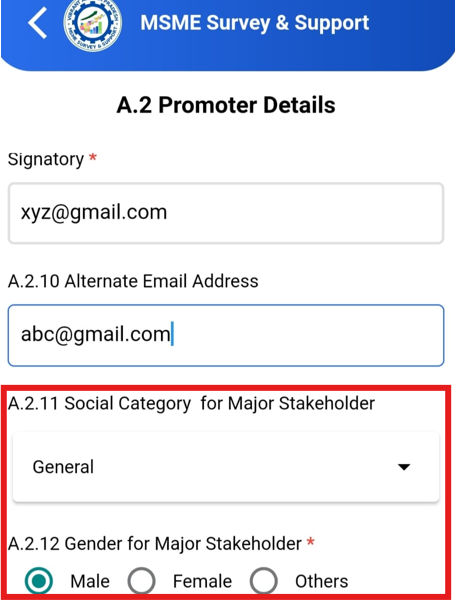 MSME Survey & Support
A.2 Promoter Details
Signatory *
xyz@gmail.com
A.2.10 Alternate Email Address
abc@gmail.com
A.2.11 Social Category for Major Stakeholder
General
A.2.12 Gender for Major Stakeholder *
Male Female Others